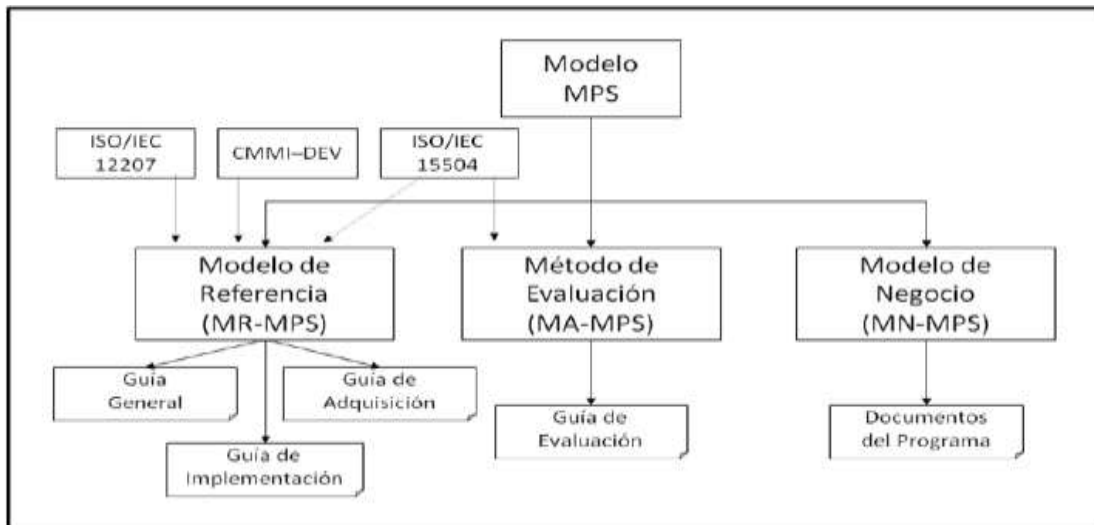 Modelo
MPS
ISO/IEC
12207
CMMI–DEV
ISO/IEC
15504
Modelo de
Referencia
(MR-MPS)
Método de
Evaluación
(MA-MPS)
Modelo de
Negocio
(MN-MPS)
Guía
General
Guía de
Adquisición
Guía de
Implementación
Guía de
Evaluación
Documentos
del Programa